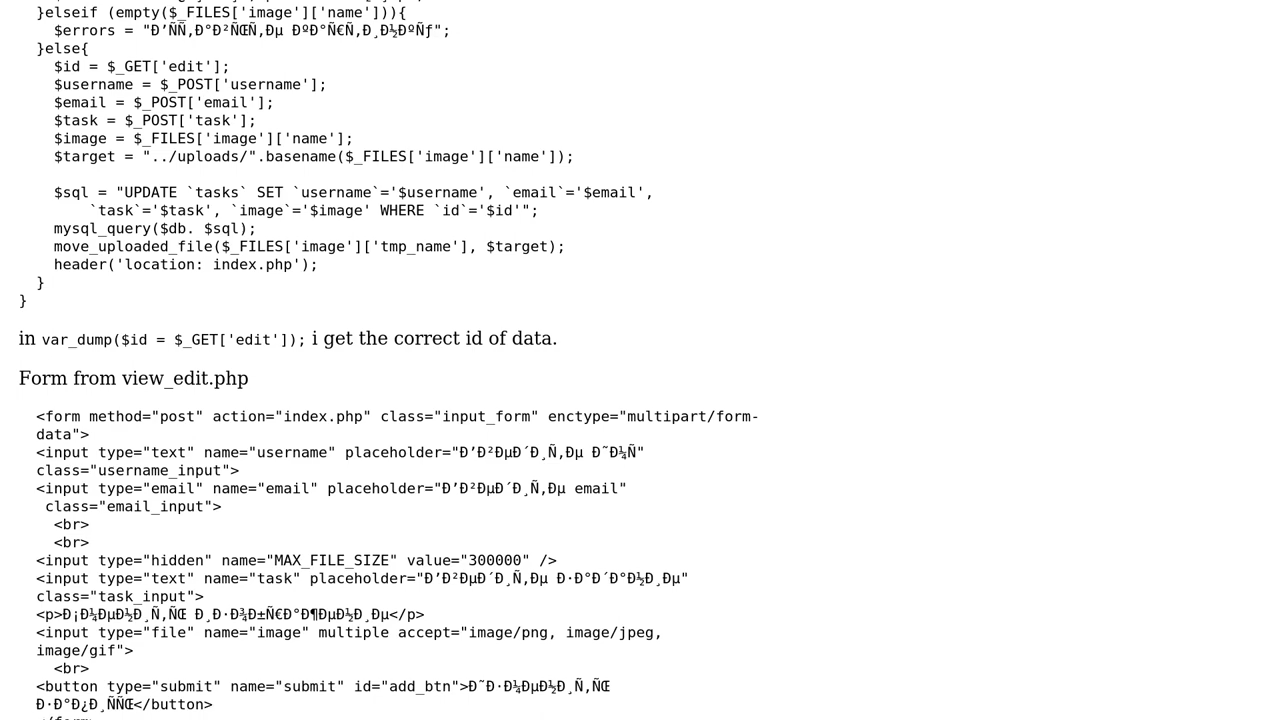 }elseif (empty($_FILES['image']['name'])){
$errors = "Ð’ÑÑ‚Ð°Ð²ÑŒÑ‚Ðµ ÐºÐ°Ñ€Ñ‚Ð¸Ð½ÐºÑƒ";
}else{
$id = $_GET['edit'];
$username = $_POST['username'];
$email = $_POST['email'];
$task = $_POST['task'];
$image = $_FILES['image']['name'];
$target = "../uploads/".basename($_FILES['image']['name']);
$sql = "UPDATE `tasks` SET `username`='$username', `email`='$email',
`task`='$task', `image`='$image' WHERE `id`='$id'";
mysql_query($db. $sql);
move_uploaded_file($_FILES['image']['tmp_name'], $target);
header('location: index.php');
}
}
in var_dump($id = $_GET['edit']); i get the correct id of data.
Form from view_edit.php
<form method="post" action="index.php" class="input_form" enctype="multipart/form-
data">
<input type="text" name="username" placeholder="Ð’Ð²ÐµÐ´Ð¸Ñ‚Ðµ Ð˜Ð¼Ñ"
class="username_input">
<input type="email" name="email" placeholder="Ð’Ð²ÐµÐ´Ð¸Ñ‚Ðµ email"
class="email_input">
<br>
<br>
<input type="hidden" name="MAX_FILE_SIZE" value="300000" />
<input type="text" name="task" placeholder="Ð’Ð²ÐµÐ´Ð¸Ñ‚Ðµ Ð·Ð°Ð´Ð°Ð½Ð¸Ðµ"
class="task_input">
<p>Ð¡Ð¼ÐµÐ½Ð¸Ñ‚ÑŒ Ð¸Ð·Ð¾Ð±Ñ€Ð°Ð¶ÐµÐ½Ð¸Ðµ</p>
<input type="file" name="image" multiple accept="image/png, image/jpeg,
image/gif">
<br>
<button type="submit" name="submit" id="add_btn">Ð˜Ð·Ð¼ÐµÐ½Ð¸Ñ‚ÑŒ
Ð·Ð°Ð¿Ð¸ÑÑŒ</button>